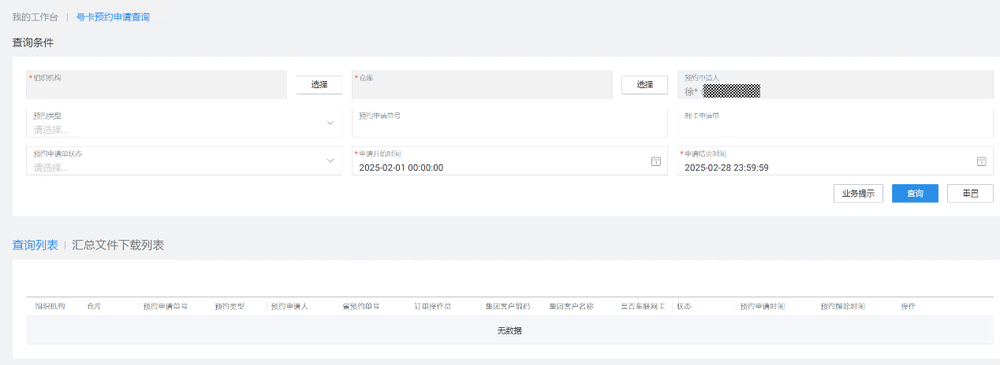 我的工作台 | 号卡预约申请查询
查询条件
*组织机构 选择 *仓库 选择 预约申请人
徐*
预约类型 预约申请单号 制卡申请单
请选择...
预约申请单状态 *申请开始时间 *申请结束时间
请选择... 2025-02-01 00:00:00 2025-02-28 23:59:59
业务提示 查询 重置
查询列表 | 汇总文件下载列表
组织机构 仓库 预约申请单号 预约类型 预约申请人 省预约单号 订单操作员 集团客户编码 集团客户名称 是否车联网卡 状态 预约申请时间 预约解除时间 操作
无数据